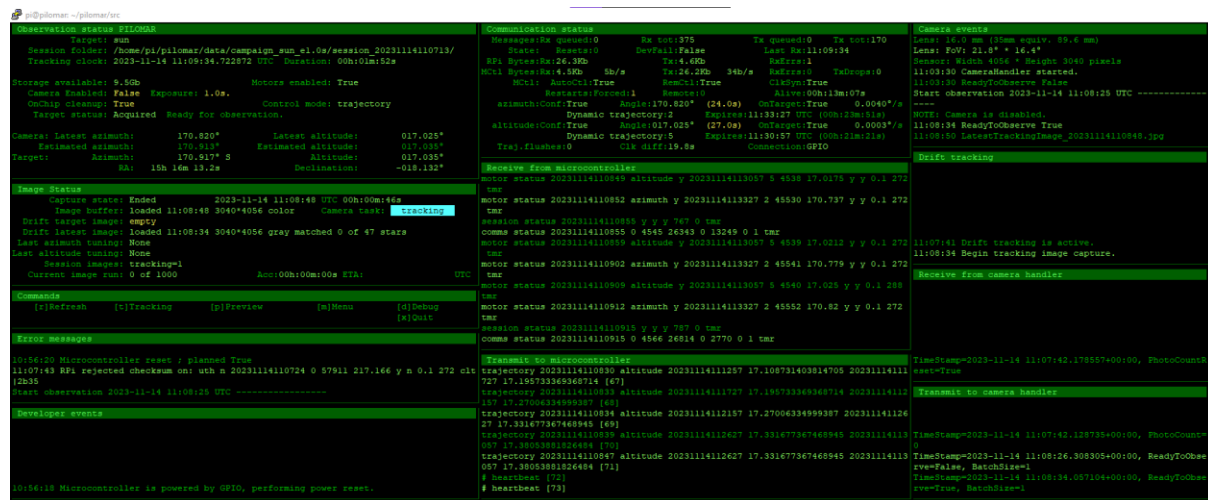 pi@pilomar: ~/pilomar/src
Observation status PILOMAR
Target: sun
Session folder: /home/pi/pilomar/data/campaign_sun_e1.0s/session_20231114110713/
Tracking clock: 2023-11-14 11:09:34.722872 UTC Duration: 00h:01m:52s
Storage available: 9.5Gb Motors enabled: True
Camera Enabled: False Exposure: 1.0s.
OnChip cleanup: True Control mode: trajectory
Target status: Acquired Ready for observation.
Camera: Latest azimuth: 170.820° Latest altitude: 017.025°
Estimated azimuth: 170.913° Estimated altitude: 017.035°
Target: Azimuth: 170.917° S Altitude: 017.035°
RA: 15h 16m 13.2s Declination: -018.132°
Image Status
Capture state: Ended 2023-11-14 11:08:48 UTC 00h:00m:46s
Image buffer: loaded 11:08:48 3040*4056 color Camera task: tracking
Drift target image: empty
Drift latest image: loaded 11:08:34 3040*4056 gray matched 0 of 47 stars
Last azimuth tuning: None
Last altitude tuning: None
Session images: tracking=1
Current image run: 0 of 1000 Acc:00h:00m:00s ETA: UTC
Commands
[r]Refresh [t]Tracking [p]Preview [m]Menu [d]Debug
[x]Quit
Error messages
10:56:20 Microcontroller reset ; planned True
11:07:43 RPi rejected checksum on: uth n 20231114110724 0 57911 217.166 y n 0.1 272 clt
|2b35
Start observation 2023-11-14 11:08:25 UTC -----------------
Developer events
10:56:18 Microcontroller is powered by GPIO, performing power reset.
Communication status
Messages:Rx queued:0 Rx tot:375 Tx queued:0 Tx tot:170
State: Resets:0 DevFail:False Last Rx:11:09:34
RPi Bytes:Rx:26.3Kb Tx:4.6Kb RxErrs:1
MCtl Bytes:Rx:4.5Kb 5b/s Tx:26.2Kb 34b/s RxErrs:0 TxDrops:0
MCtl: AutoCtl:True RemCtl:True ClkSyn:True
Restarts:Forced:1 Remote:0 Alive:00h:13m:07s
azimuth:Conf:True Angle:170.820° (24.0s) OnTarget:True 0.0040°/s
Dynamic trajectory:2 Expires:11:33:27 UTC (00h:23m:51s)
altitude:Conf:True Angle:017.025° (27.0s) OnTarget:True 0.0003°/s
Dynamic trajectory:5 Expires:11:30:57 UTC (00h:21m:21s)
Traj.flushes:0 Clk diff:19.8s Connection:GPIO
Receive from microcontroller
motor status 20231114110849 altitude y 20231114113057 5 4538 17.0175 y y 0.1 272
tmr
motor status 20231114110852 azimuth y 20231114113327 2 45530 170.737 y y 0.1 272
tmr
session status 20231114110855 y y y 767 0 tmr
comms status 20231114110855 0 4545 26343 0 13249 0 1 tmr
motor status 20231114110859 altitude y 20231114113057 5 4539 17.0212 y y 0.1 272
tmr
motor status 20231114110902 azimuth y 20231114113327 2 45541 170.779 y y 0.1 272
tmr
motor status 20231114110909 altitude y 20231114113057 5 4540 17.025 y y 0.1 288
tmr
motor status 20231114110912 azimuth y 20231114113327 2 45552 170.82 y y 0.1 272
tmr
session status 20231114110915 y y y 787 0 tmr
comms status 20231114110915 0 4566 26814 0 2770 0 1 tmr
Transmit to microcontroller
trajectory 20231114110830 altitude 20231114111257 17.108731403814705 20231114111
727 17.195733369368714 [67]
trajectory 20231114110833 altitude 20231114111727 17.195733369368714 20231114112
157 17.27006334999387 [68]
trajectory 20231114110834 altitude 20231114112157 17.27006334999387 202311141126
27 17.331677367468945 [69]
trajectory 20231114110839 altitude 20231114112627 17.331677367468945 20231114113
057 17.38053881826484 [70]
trajectory 20231114110847 altitude 20231114112627 17.331677367468945 20231114113
057 17.38053881826484 [71]
# heartbeat [72]
# heartbeat [73]
Camera events
Lens: 16.0 mm (35mm equiv. 89.6 mm)
Lens: FoV: 21.8° * 16.4°
Sensor: Width 4056 * Height 3040 pixels
11:03:30 CameraHandler started.
11:03:30 ReadyToObserve False
Start observation 2023-11-14 11:08:25 UTC -------------
----
NOTE: Camera is disabled.
11:08:34 ReadyToObserve True
11:08:50 LatestTrackingImage_20231114110848.jpg
Drift tracking
11:07:41 Drift tracking is active.
11:08:34 Begin tracking image capture.
Receive from camera handler
TimeStamp=2023-11-14 11:07:42.178557+00:00, PhotoCountR
eset=True
Transmit to camera handler
TimeStamp=2023-11-14 11:07:42.128735+00:00, PhotoCount=
0
TimeStamp=2023-11-14 11:08:26.308305+00:00, ReadyToObse
rve=False, BatchSize=1
TimeStamp=2023-11-14 11:08:34.057104+00:00, ReadyToObse
rve=True, BatchSize=1